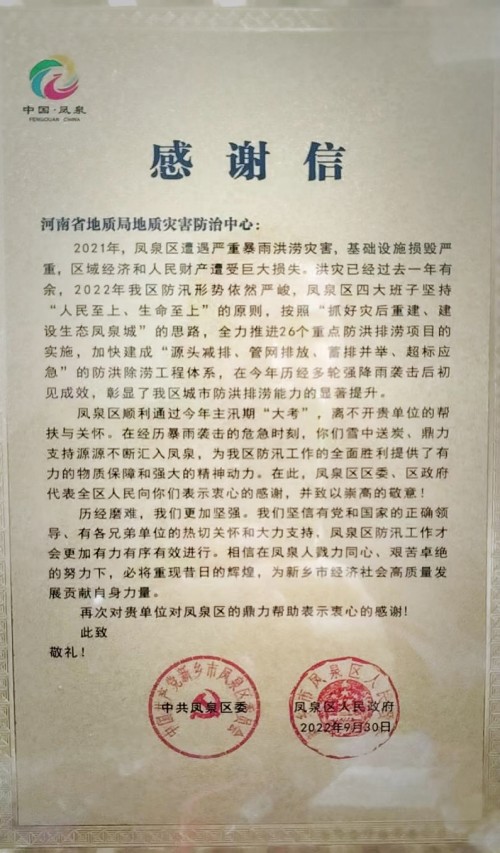 中国·凤泉
FENGQUAN CHINA
感谢信
河南省地质局地质灾害防治中心：
2021年，凤泉区遭遇严重暴雨洪涝灾害，基础设施损毁严
重，区域经济和人民财产遭受巨大损失。洪灾已经过去一年有
余，2022年我区防汛形势依然严峻，凤泉区四大班子坚持
“人民至上、生命至上”的原则，按照“抓好灾后重建、建
设生态凤泉城”的思路，全力推进26个重点防洪排涝项目的
实施，加快建成“源头减排、管网排放、蓄排并举、超标应
急”的防洪除涝工程体系，在今年历经多轮强降雨袭击后初
见成效，彰显了我区城市防洪排涝能力的显著提升。
凤泉区顺利通过今年主汛期“大考”，离不开贵单位的帮
扶与关怀。在经历暴雨袭击的危急时刻，你们雪中送炭、鼎力
支持源源不断汇入凤泉，为我区防汛工作的全面胜利提供了有
力的物质保障和强大的精神动力。在此，凤泉区区委、区政府
代表全区人民向你们表示衷心的感谢，并致以崇高的敬意！
历经磨难，我们更加坚强。我们坚信有党和国家的正确领
导、有各兄弟单位的热切关怀和大力支持，凤泉区防汛工作才
会更加有力有序有效进行。相信在凤泉人戮力同心、艰苦卓绝
的努力下，必将重现昔日的辉煌，为新乡市经济社会高质量发
展贡献自身力量。
再次对贵单位对凤泉区的鼎力帮助表示衷心的感谢！
此致
敬礼！
中国共产党新乡市凤泉区委员会
中共凤泉区委
新乡市凤泉区人民政府
凤泉区人民政府
2022年9月30日